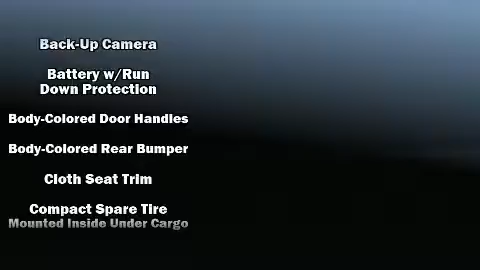 Back-Up Camera
Battery w/Run
Down Protection
Body-Colored Door Handles
Body-Colored Rear Bumper
Cloth Seat Trim
Compact Spare Tire
Mounted Inside Under Cargo